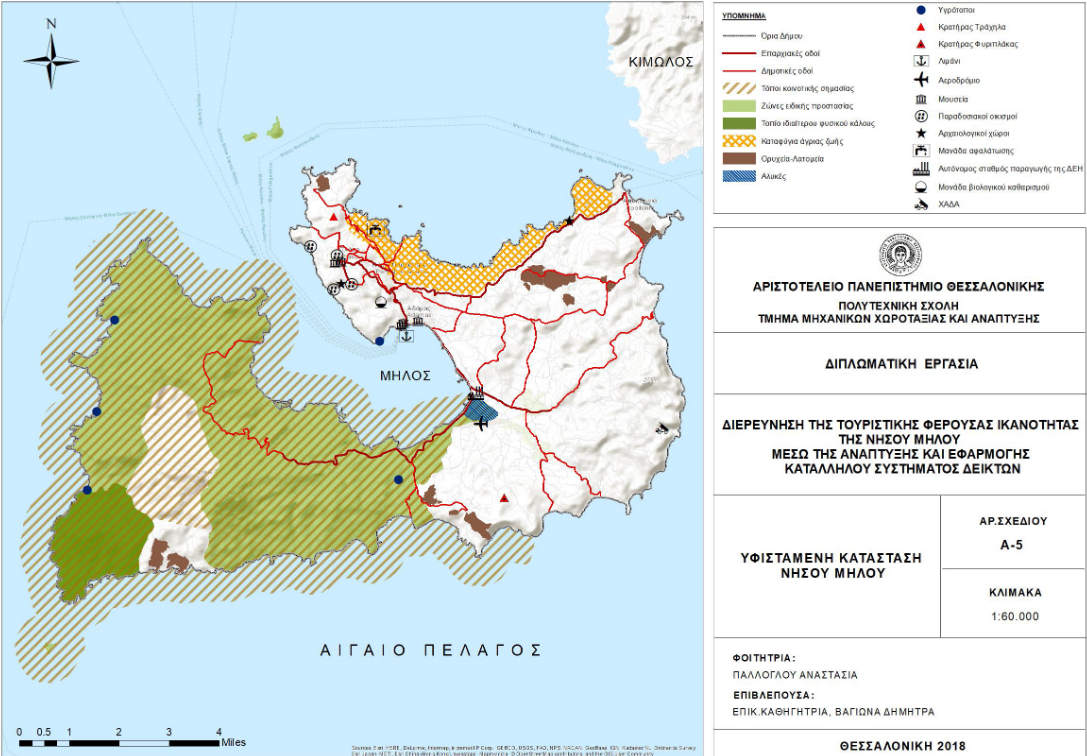 N
ΚΙΜΩΛΟΣ
Αδάμας
ΜΗΛΟΣ
ΑΙΓΑΙΟ ΠΕΛΑΓΟΣ
0 0.5 1 2 3 4
Miles
ΥΠΟΜΝΗΜΑ
Όρια Δήμου
Επαρχιακές οδοί
Δημοτικές οδοί
Τόποι κοινοτικής σημασίας
Ζώνες ειδικής προστασίας
Τοπίο ιδιαίτερου φυσικού κάλους
Καταφύγια άγριας ζωής
Ορυχεία-Λατομεία
Αλυκές
Υγρότοποι
Κρατήρας Τράχηλα
Κρατήρας Φυριπλάκας
Λιμάνι
Αεροδρόμιο
Μουσεία
Παραδοσιακοί οικισμοί
Αρχαιολογικοί χώροι
Μονάδα αφαλάτωσης
Αυτόνομος σταθμός παραγωγής της ΔΕΗ
Μονάδα βιολογικού καθαρισμού
ΧΑΔΑ
ΑΡΙΣΤΟΤΕΛΕΙΟ ΠΑΝΕΠΙΣΤΗΜΙΟ ΘΕΣΣΑΛΟΝΙΚΗΣ
ΠΟΛΥΤΕΧΝΙΚΗ ΣΧΟΛΗ
ΤΜΗΜΑ ΜΗΧΑΝΙΚΩΝ ΧΩΡΟΤΑΞΙΑΣ ΚΑΙ ΑΝΑΠΤΥΞΗΣ
ΔΙΠΛΩΜΑΤΙΚΗ ΕΡΓΑΣΙΑ
ΔΙΕΡΕΥΝΗΣΗ ΤΗΣ ΤΟΥΡΙΣΤΙΚΗΣ ΦΕΡΟΥΣΑΣ ΙΚΑΝΟΤΗΤΑΣ
ΤΗΣ ΝΗΣΟΥ ΜΗΛΟΥ
ΜΕΣΩ ΤΗΣ ΑΝΑΠΤΥΞΗΣ ΚΑΙ ΕΦΑΡΜΟΓΗΣ
ΚΑΤΑΛΛΗΛΟΥ ΣΥΣΤΗΜΑΤΟΣ ΔΕΙΚΤΩΝ
ΥΦΙΣΤΑΜΕΝΗ ΚΑΤΑΣΤΑΣΗ
ΝΗΣΟΥ ΜΗΛΟΥ
ΑΡ.ΣΧΕΔΙΟΥ
Α-5
ΚΛΙΜΑΚΑ
1:60.000
ΦΟΙΤΗΤΡΙΑ:
ΠΑΛΛΟΓΛΟΥ ΑΝΑΣΤΑΣΙΑ
ΕΠΙΒΛΕΠΟΥΣΑ:
ΕΠΙΚ.ΚΑΘΗΓΗΤΡΙΑ, ΒΑΓΙΩΝΑ ΔΗΜΗΤΡΑ
ΘΕΣΣΑΛΟΝΙΚΗ 2018